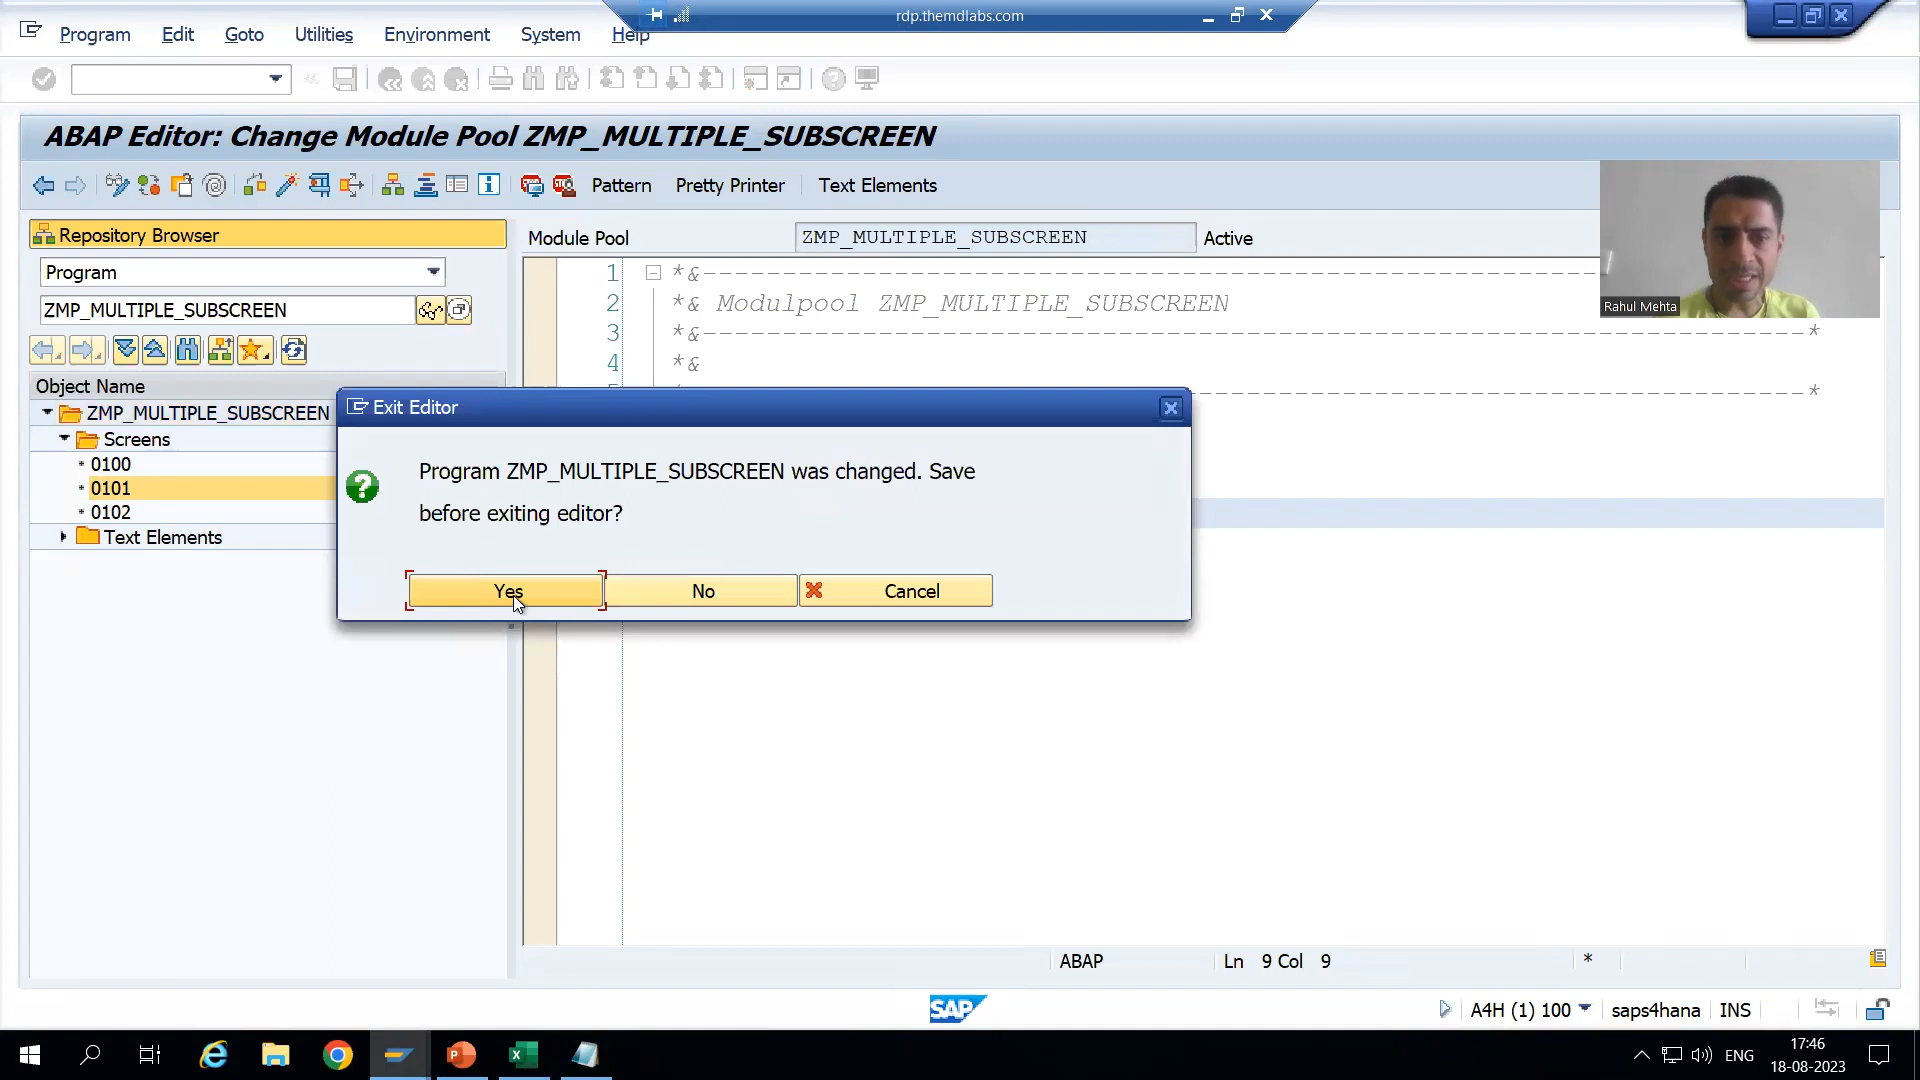 rdp.themdlabs.com
Program Edit Goto Utilities Environment System Help
ABAP Editor: Change Module Pool ZMP_MULTIPLE_SUBSCREEN
Pattern Pretty Printer Text Elements
Repository Browser
Program
ZMP_MULTIPLE_SUBSCREEN
Object Name
ZMP_MULTIPLE_SUBSCREEN
Screens
0100
0101
0102
Text Elements
Module Pool ZMP_MULTIPLE_SUBSCREEN Active
1 *&---------------------------------------------------------------------*
2 *& Modulpool ZMP_MULTIPLE_SUBSCREEN
3 *&---------------------------------------------------------------------*
4 *&
Rahul Mehta
Exit Editor
Program ZMP_MULTIPLE_SUBSCREEN was changed. Save
before exiting editor?
Yes No Cancel
ABAP Ln 9 Col 9 *
SAP
A4H (1) 100 saps4hana INS
ENG
17:46
18-08-2023